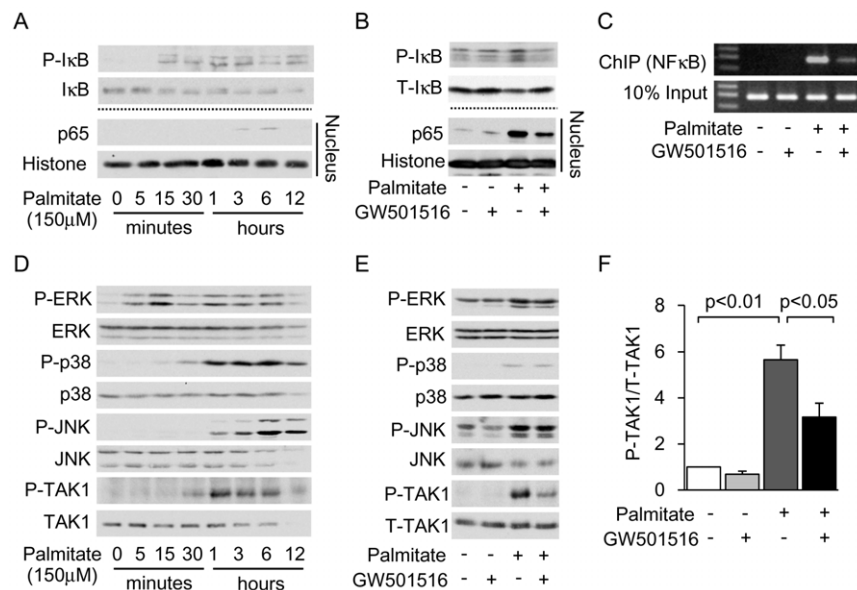 A
P-IκB
IκB
p65
Histone
Nucleus
Palmitate 0 5 15 30 1 3 6 12
(150μM) minutes hours
B
P-IκB
T-IκB
p65
Histone
Nucleus
Palmitate - - + +
GW501516 - + - +
C
ChIP (NFκB)
10% Input
Palmitate - - + +
GW501516 - + - +
D
P-ERK
ERK
P-p38
p38
P-JNK
JNK
P-TAK1
TAK1
Palmitate 0 5 15 30 1 3 6 12
(150μM) minutes hours
E
P-ERK
ERK
P-p38
p38
P-JNK
JNK
P-TAK1
T-TAK1
Palmitate - - + +
GW501516 - + - +
F
p<0.01 p<0.05
P-TAK1/T-TAK1
8
6
4
2
0
Palmitate - - + +
GW501516 - + - +